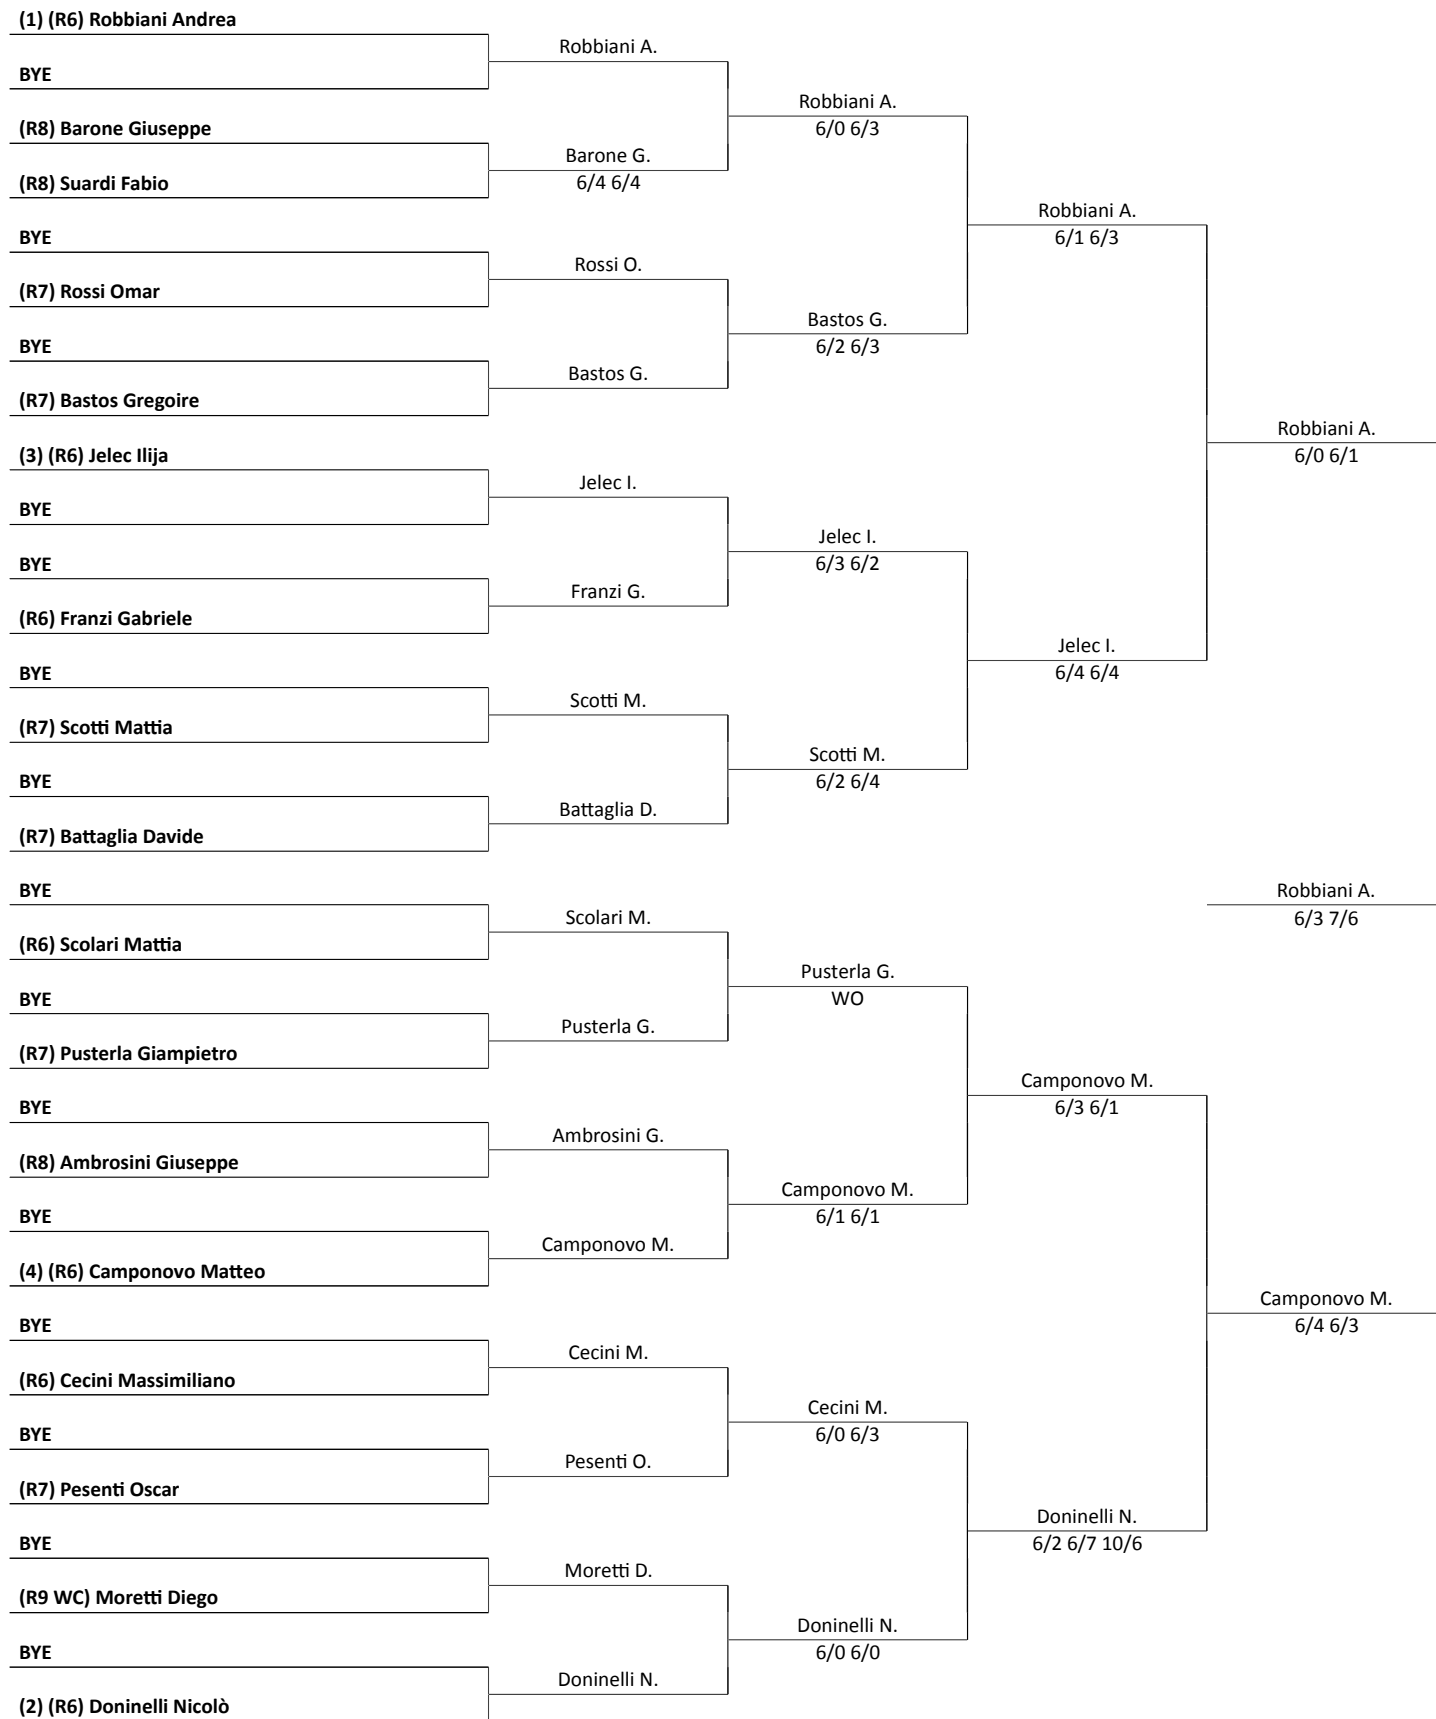 (1) (R6) Robbiani Andrea
Robbiani A.
BYE
Robbiani A.
6/0 6/3
(R8) Barone Giuseppe
Barone G.
6/4 6/4
(R8) Suardi Fabio
Robbiani A.
6/1 6/3
BYE
Rossi O.
(R7) Rossi Omar
Bastos G.
6/2 6/3
BYE
Bastos G.
(R7) Bastos Gregoire
Robbiani A.
6/0 6/1
(3) (R6) Jelec Ilija
Jelec I.
BYE
Jelec I.
6/3 6/2
BYE
Franzi G.
(R6) Franzi Gabriele
Jelec I.
6/4 6/4
BYE
Scotti M.
(R7) Scotti Mattia
Scotti M.
6/2 6/4
BYE
Battaglia D.
(R7) Battaglia Davide
BYE
Robbiani A.
6/3 7/6
Scolari M.
(R6) Scolari Mattia
Pusterla G.
WO
BYE
Pusterla G.
(R7) Pusterla Giampietro
Camponovo M.
6/3 6/1
BYE
Ambrosini G.
(R8) Ambrosini Giuseppe
Camponovo M.
6/1 6/1
BYE
Camponovo M.
(4) (R6) Camponovo Matteo
Camponovo M.
6/4 6/3
BYE
Cecini M.
(R6) Cecini Massimiliano
Cecini M.
6/0 6/3
BYE
Pesenti O.
(R7) Pesenti Oscar
Doninelli N.
6/2 6/7 10/6
BYE
Moretti D.
(R9 WC) Moretti Diego
Doninelli N.
6/0 6/0
BYE
Doninelli N.
(2) (R6) Doninelli Nicolò